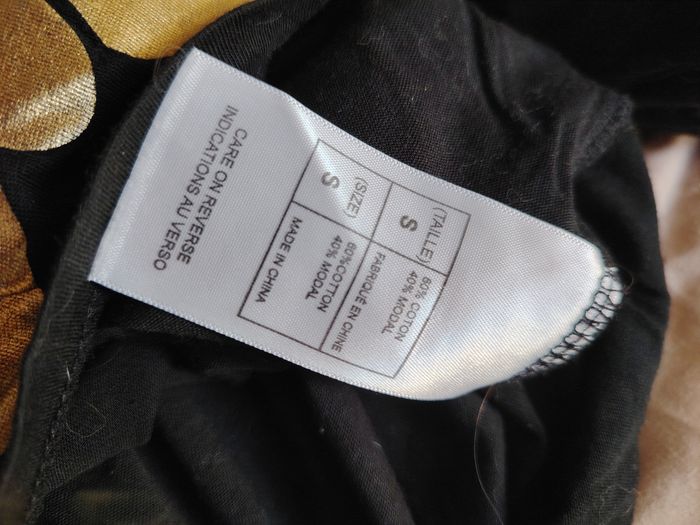 (TAILLE)
S
60% COTON
40% MODAL
FABRIQUÉ EN CHINE
(SIZE)
S
60%COTTON
40% MODAL
MADE IN CHINA
CARE ON REVERSE
INDICATIONS AU VERSO